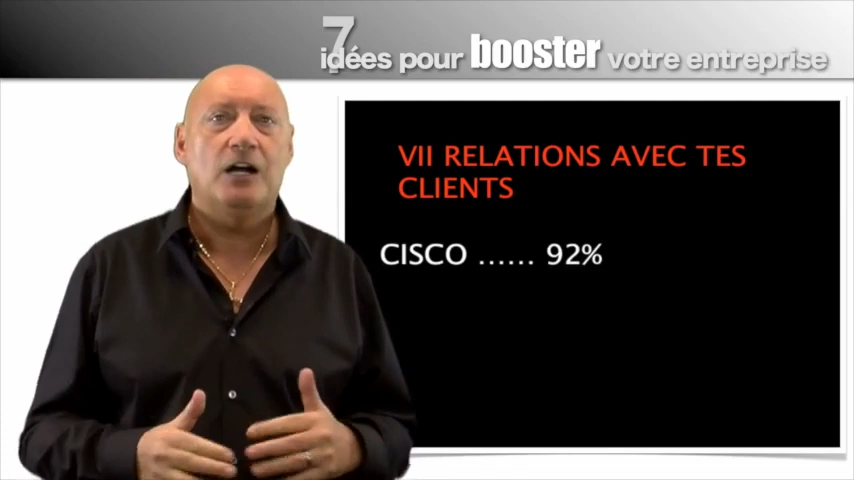 7
idées pour booster votre entreprise
VII RELATIONS AVEC TES
CLIENTS
CISCO ...... 92%